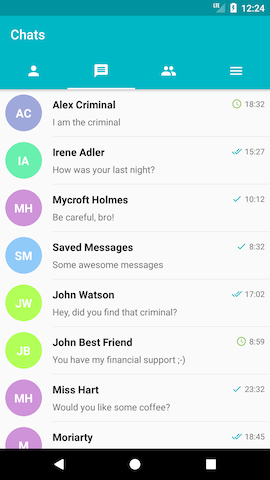 12:24
Chats
AC Alex Criminal 18:32
I am the criminal
IA Irene Adler 15:27
How was your last night?
MH Mycroft Holmes 10:12
Be careful, bro!
SM Saved Messages 8:32
Some awesome messages
JW John Watson 17:02
Hey, did you find that criminal?
JB John Best Friend 8:59
You have my financial support ;-)
MH Miss Hart 23:32
Would you like some coffee?
M Moriarty 18:45